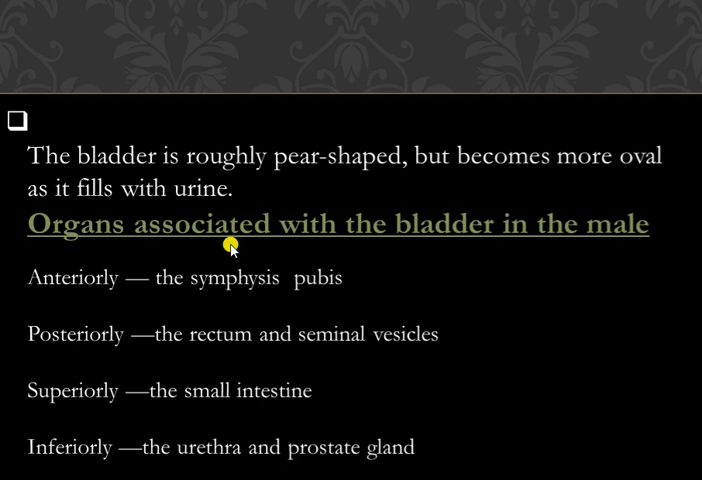 The bladder is roughly pear-shaped, but becomes more oval
as it fills with urine.
Organs associated with the bladder in the male
Anteriorly — the symphysis pubis
Posteriorly —the rectum and seminal vesicles
Superiorly —the small intestine
Inferiorly —the urethra and prostate gland